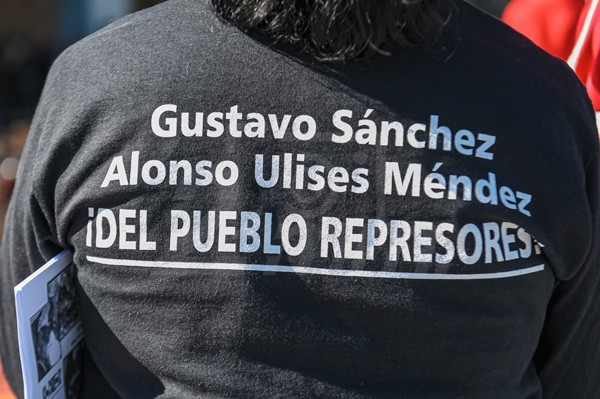 Gustavo Sánchez
Alonso Ulises Méndez
¡DEL PUEBLO REPRESORES!